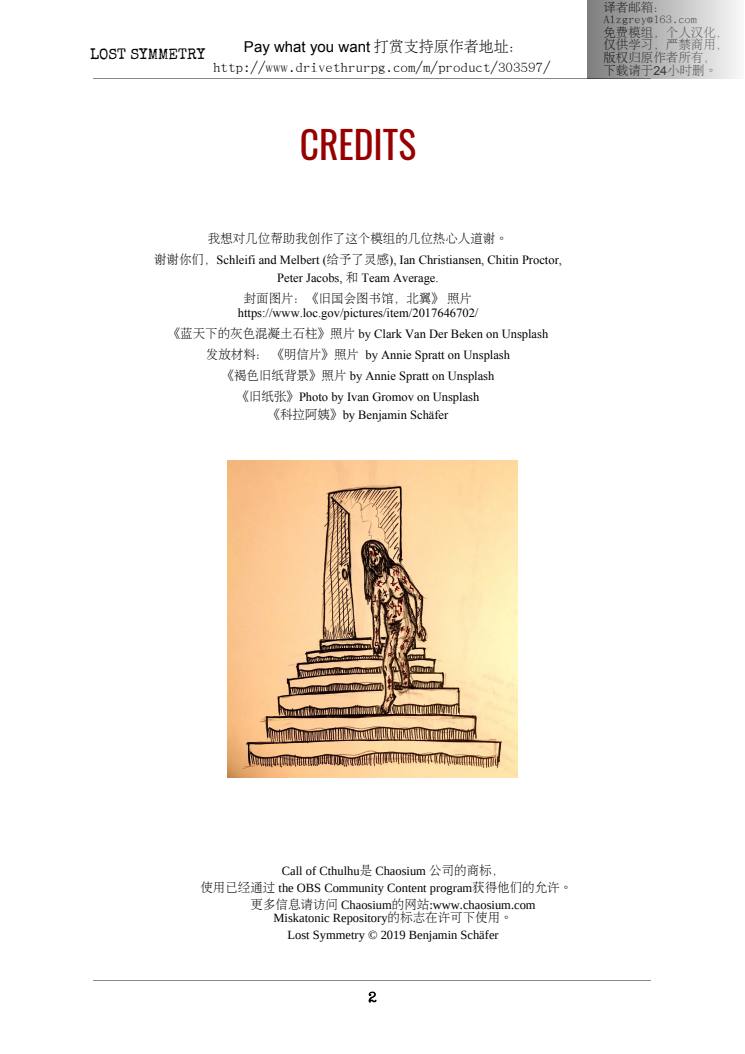 LOST SYMMETRY
Pay what you want 打赏支持原作者地址:
http://www.drivethrurpg.com/m/product/303597/
译者邮箱:
A1zgrey@163.com
免费模组,个人汉化,
仅供学习,严禁商用,
版权归原作者所有,
下载请于24小时删。
CREDITS
我想对几位帮助我创作了这个模组的几位热心人道谢。
谢谢你们,Schleifi and Melbert (给予了灵感), Ian Christiansen, Chitin Proctor,
Peter Jacobs, 和 Team Average.
封面图片:《旧国会图书馆,北翼》 照片
https://www.loc.gov/pictures/item/2017646702/
《蓝天下的灰色混凝土石柱》照片 by Clark Van Der Beken on Unsplash
发放材料: 《明信片》照片 by Annie Spratt on Unsplash
《褐色旧纸背景》照片 by Annie Spratt on Unsplash
《旧纸张》Photo by Ivan Gromov on Unsplash
《科拉阿姨》by Benjamin Schäfer
Call of Cthulhu是 Chaosium 公司的商标,
使用已经通过 the OBS Community Content program获得他们的允许。
更多信息请访问 Chaosium的网站:www.chaosium.com
Miskatonic Repository的标志在许可下使用。
Lost Symmetry © 2019 Benjamin Schäfer
2